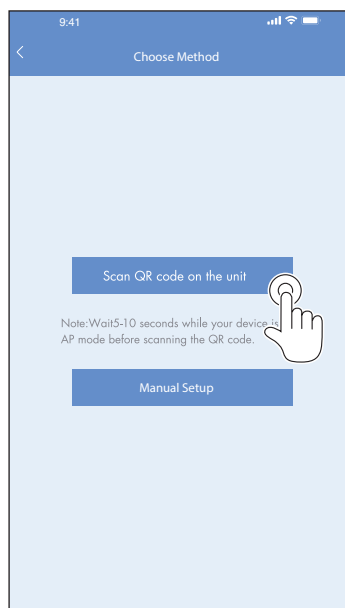 9:41
Choose Method
Scan QR code on the unit
Note:Wait5-10 seconds while your device is
AP mode before scanning the QR code.
Manual Setup